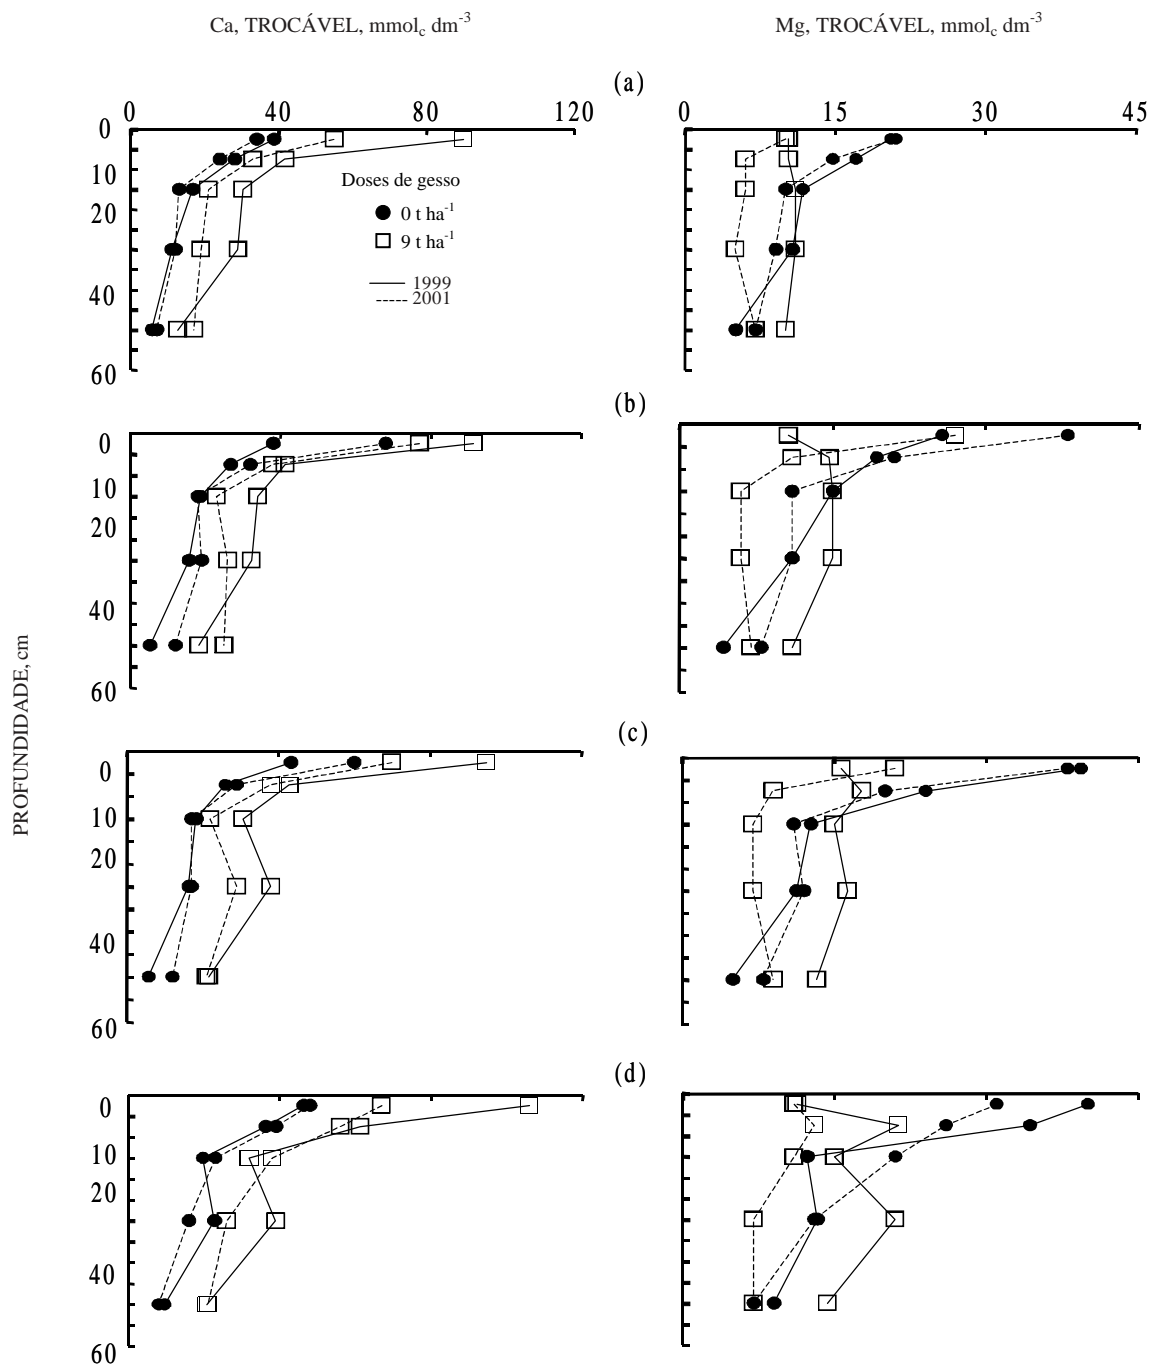 Ca, TROCÁVEL, mmolc dm-3
Mg, TROCÁVEL, mmolc dm-3
(a)
0 40 80 120
0 15 30 45
0
10
20
40
60
Doses de gesso
0 t ha-1
9 t ha-1
1999
2001
(b)
0
10
20
40
60
PROFUNDIDADE, cm
(c)
0
10
20
40
60
(d)
0
10
20
40
60